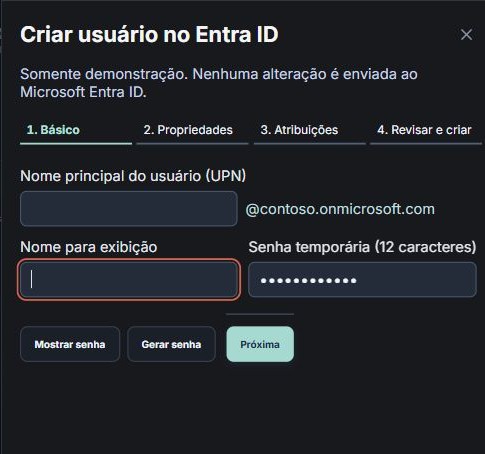 Criar usuário no Entra ID
Somente demonstração. Nenhuma alteração é enviada ao
Microsoft Entra ID.
1. Básico 2. Propriedades 3. Atribuições 4. Revisar e criar
Nome principal do usuário (UPN)
@contoso.onmicrosoft.com
Nome para exibição Senha temporária (12 caracteres)
••••••••••••
Mostrar senha Gerar senha Próxima